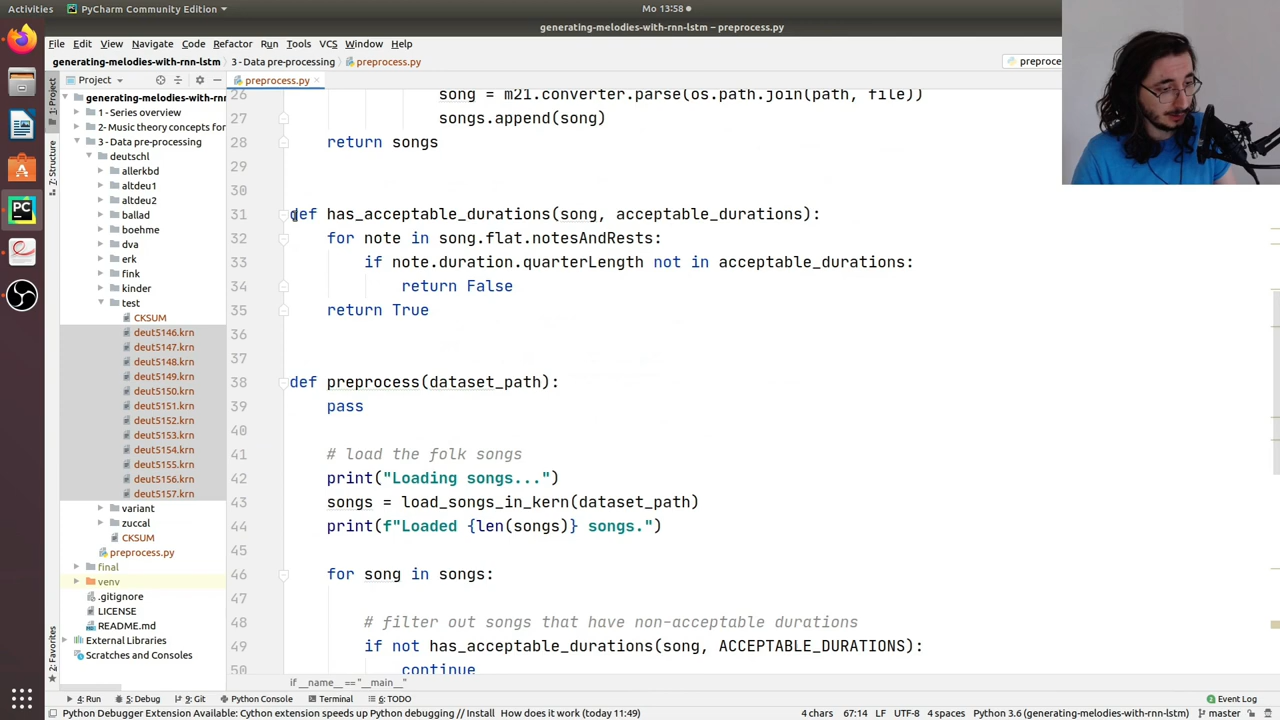 Activities
PyCharm Community Edition
Mo 13:58
generating-melodies-with-rnn-lstm – preprocess.py
File Edit View Navigate Code Refactor Run Tools VCS Window Help
generating-melodies-with-rnn-lstm 3 - Data pre-processing preprocess.py
preproce
Project
preprocess.py
1: Project
generating-melodies-with-rnn
1 - Series overview
2- Music theory concepts for
3 - Data pre-processing
deutschl
allerkbd
altdeu1
altdeu2
ballad
boehme
dva
erk
fink
kinder
test
CKSUM
deut5146.krn
deut5147.krn
deut5148.krn
deut5149.krn
deut5150.krn
deut5151.krn
deut5152.krn
deut5153.krn
deut5154.krn
deut5155.krn
deut5156.krn
deut5157.krn
variant
zuccal
CKSUM
preprocess.py
final
venv
.gitignore
LICENSE
README.md
External Libraries
Scratches and Consoles
7: Structure
2: Favorites
26 song = m21.converter.parse(os.path.join(path, file))
27 songs.append(song)
28 return songs
29
30
31 def has_acceptable_durations(song, acceptable_durations):
32 for note in song.flat.notesAndRests:
33 if note.duration.quarterLength not in acceptable_durations:
34 return False
35 return True
36
37
38 def preprocess(dataset_path):
39 pass
40
41 # load the folk songs
42 print("Loading songs...")
43 songs = load_songs_in_kern(dataset_path)
44 print(f"Loaded {len(songs)} songs.")
45
46 for song in songs:
47
48 # filter out songs that have non-acceptable durations
49 if not has_acceptable_durations(song, ACCEPTABLE_DURATIONS):
50 continue
if __name__ == "__main__"
4: Run 5: Debug 9: Git Python Console Terminal 6: TODO Event Log
Python Debugger Extension Available: Cython extension speeds up Python debugging // Install How does it work (today 11:49) 4 chars 67:14 LF UTF-8 4 spaces Python 3.6 (generating-melodies-with-rnn-lstm) master